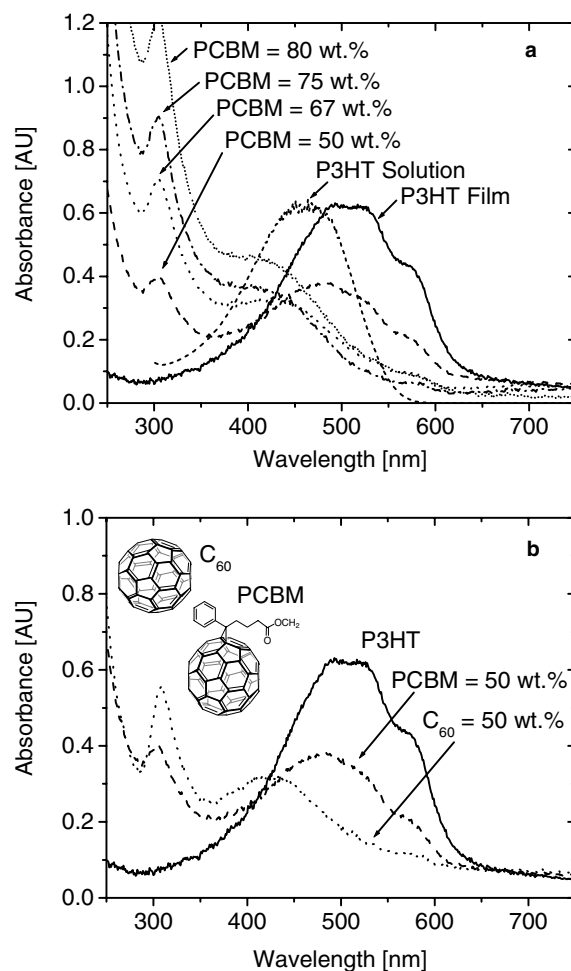 a
PCBM = 80 wt.%
PCBM = 75 wt.%
PCBM = 67 wt.%
PCBM = 50 wt.%
P3HT Solution
P3HT Film
Absorbance [AU]
1.2
1.0
0.8
0.6
0.4
0.2
0.0
300 400 500 600 700
Wavelength [nm]
b
C60
PCBM
OCH2
O
P3HT
PCBM = 50 wt.%
C60 = 50 wt.%
Absorbance [AU]
1.0
0.8
0.6
0.4
0.2
0.0
300 400 500 600 700
Wavelength [nm]